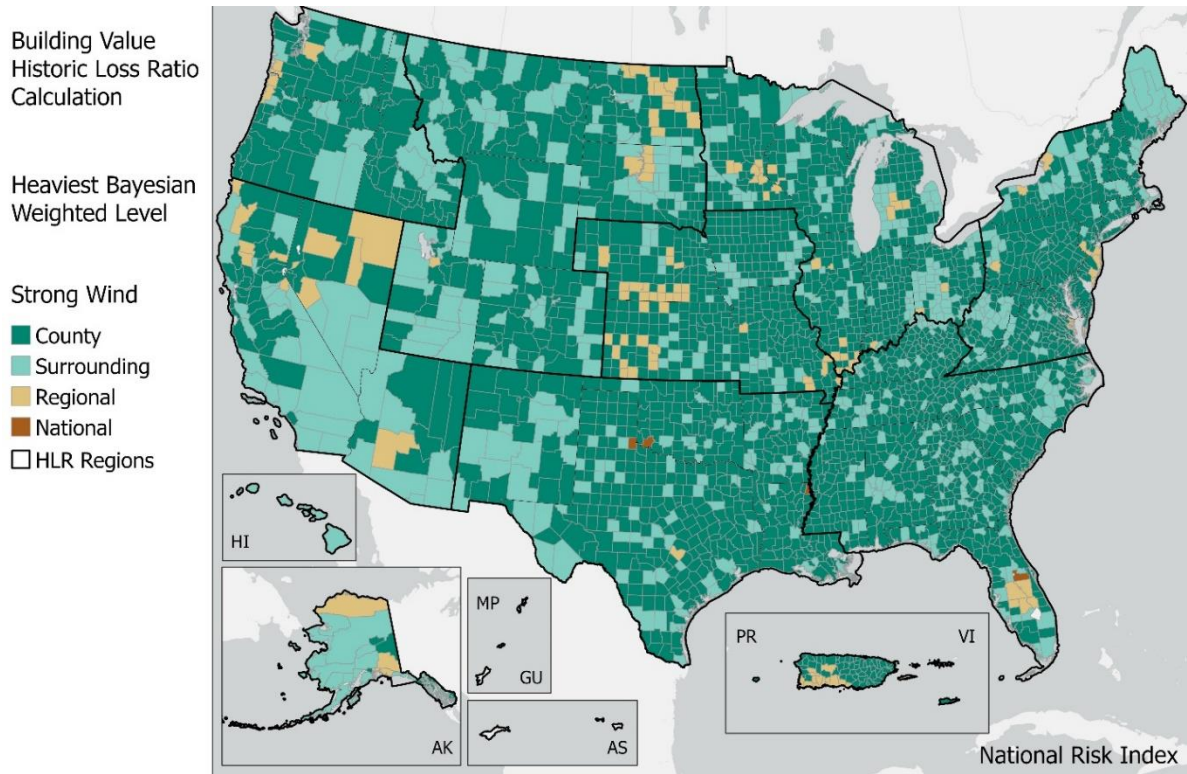 Building Value
Historic Loss Ratio
Calculation
Heaviest Bayesian
Weighted Level
Strong Wind
County
Surrounding
Regional
National
HLR Regions
HI
AK
MP
GU
AS
PR
VI
National Risk Index